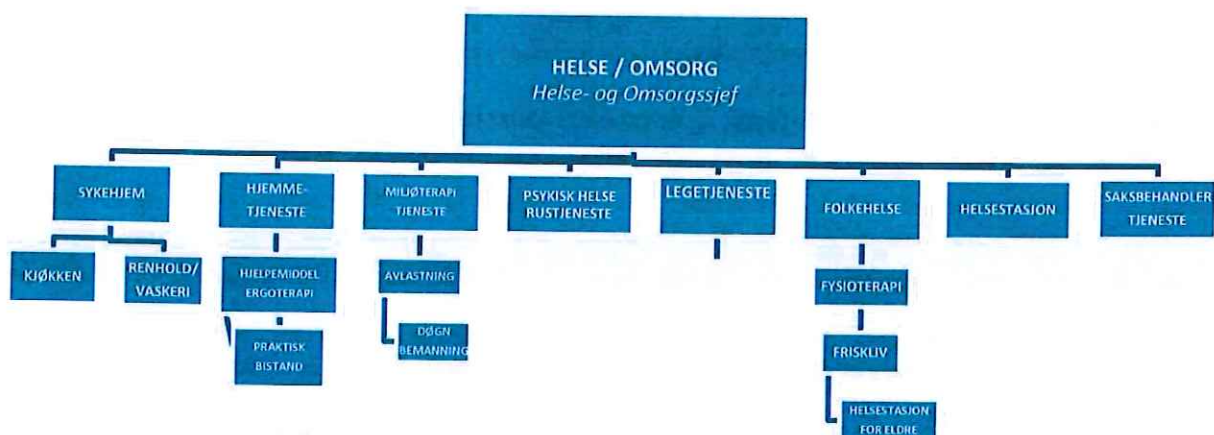 HELSE / OMSORG
Helse- og Omsorgssjef
SYKEHJEM
HJEMME-
TJENESTE
MILJØTERAPI
TJENESTE
PSYKISK HELSE
RUSTJENESTE
LEGETJENESTE
FOLKEHELSE
HELSESTASJON
SAKSBEHANDLER
TJENESTE
KJØKKEN
RENHOLD/
VASKERI
HJELPEMIDDEL
ERGOTERAPI
AVLASTNING
FYSIOTERAPI
PRAKTISK
BISTAND
DØGN
BEMANNING
FRISKLIV
HELSESTASJON
FOR ELDRE